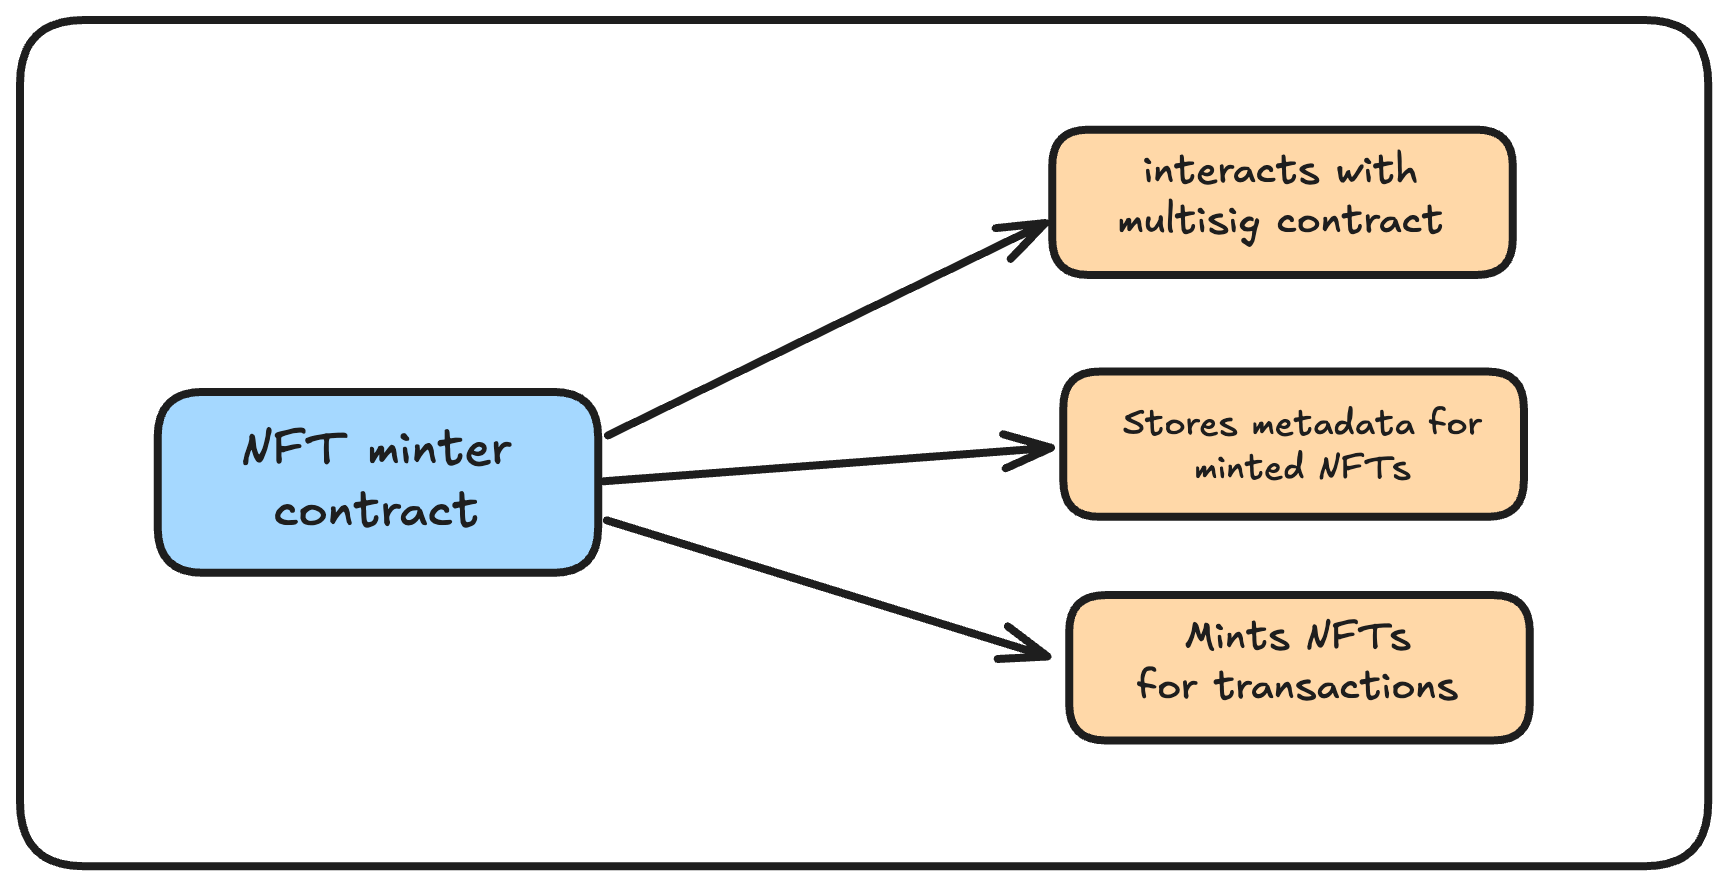 NFT minter
contract
interacts with
multisig contract
Stores metadata for
minted NFTs
Mints NFTs
for transactions